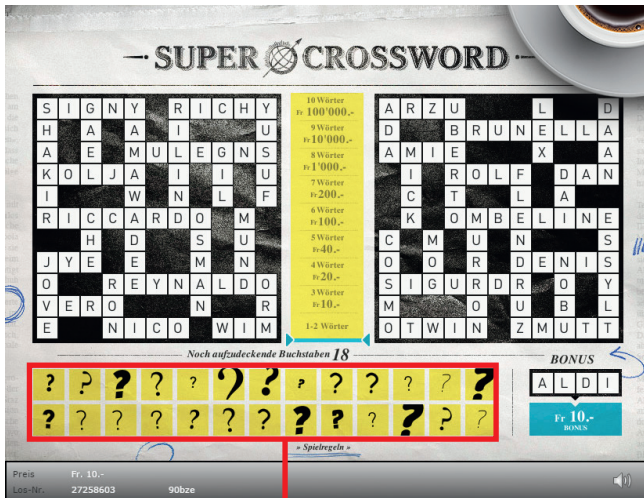 SUPER CROSSWORD
S I G N Y R I C H Y
H A A I U
A E M U L E G N S
K O L J A I I U
I W N L F
R I C C A R D O M
H D S U
J Y E E M N
O R E Y N A L D O
V E R O N R
E N I C O W I M
10 Wörter
Fr 100'000.-
9 Wörter
Fr 10'000.-
8 Wörter
Fr 1'000.-
7 Wörter
Fr 200.-
6 Wörter
Fr 100.-
5 Wörter
Fr 40.-
4 Wörter
Fr 20.-
3 Wörter
Fr 10.-
1-2 Wörter
A R Z U L D
D B R U N E L L A
A M I E X A
I R O L F D A N
C T L A
K O M B E L I N E
C M R N S
O O D D E N I S
S I G U R D R O Y
M O U B L
O T W I N Z M U T T
Noch aufzudeckende Buchstaben 18
? ? ? ? ? ? ? ? ? ? ? ? ?
? ? ? ? ? ? ? ? ? ? ? ? ?
BONUS
A L D I
Fr 10.-
BONUS
» Spielregeln »
Preis Fr. 10.-
Los-Nr. 27258603 90bze